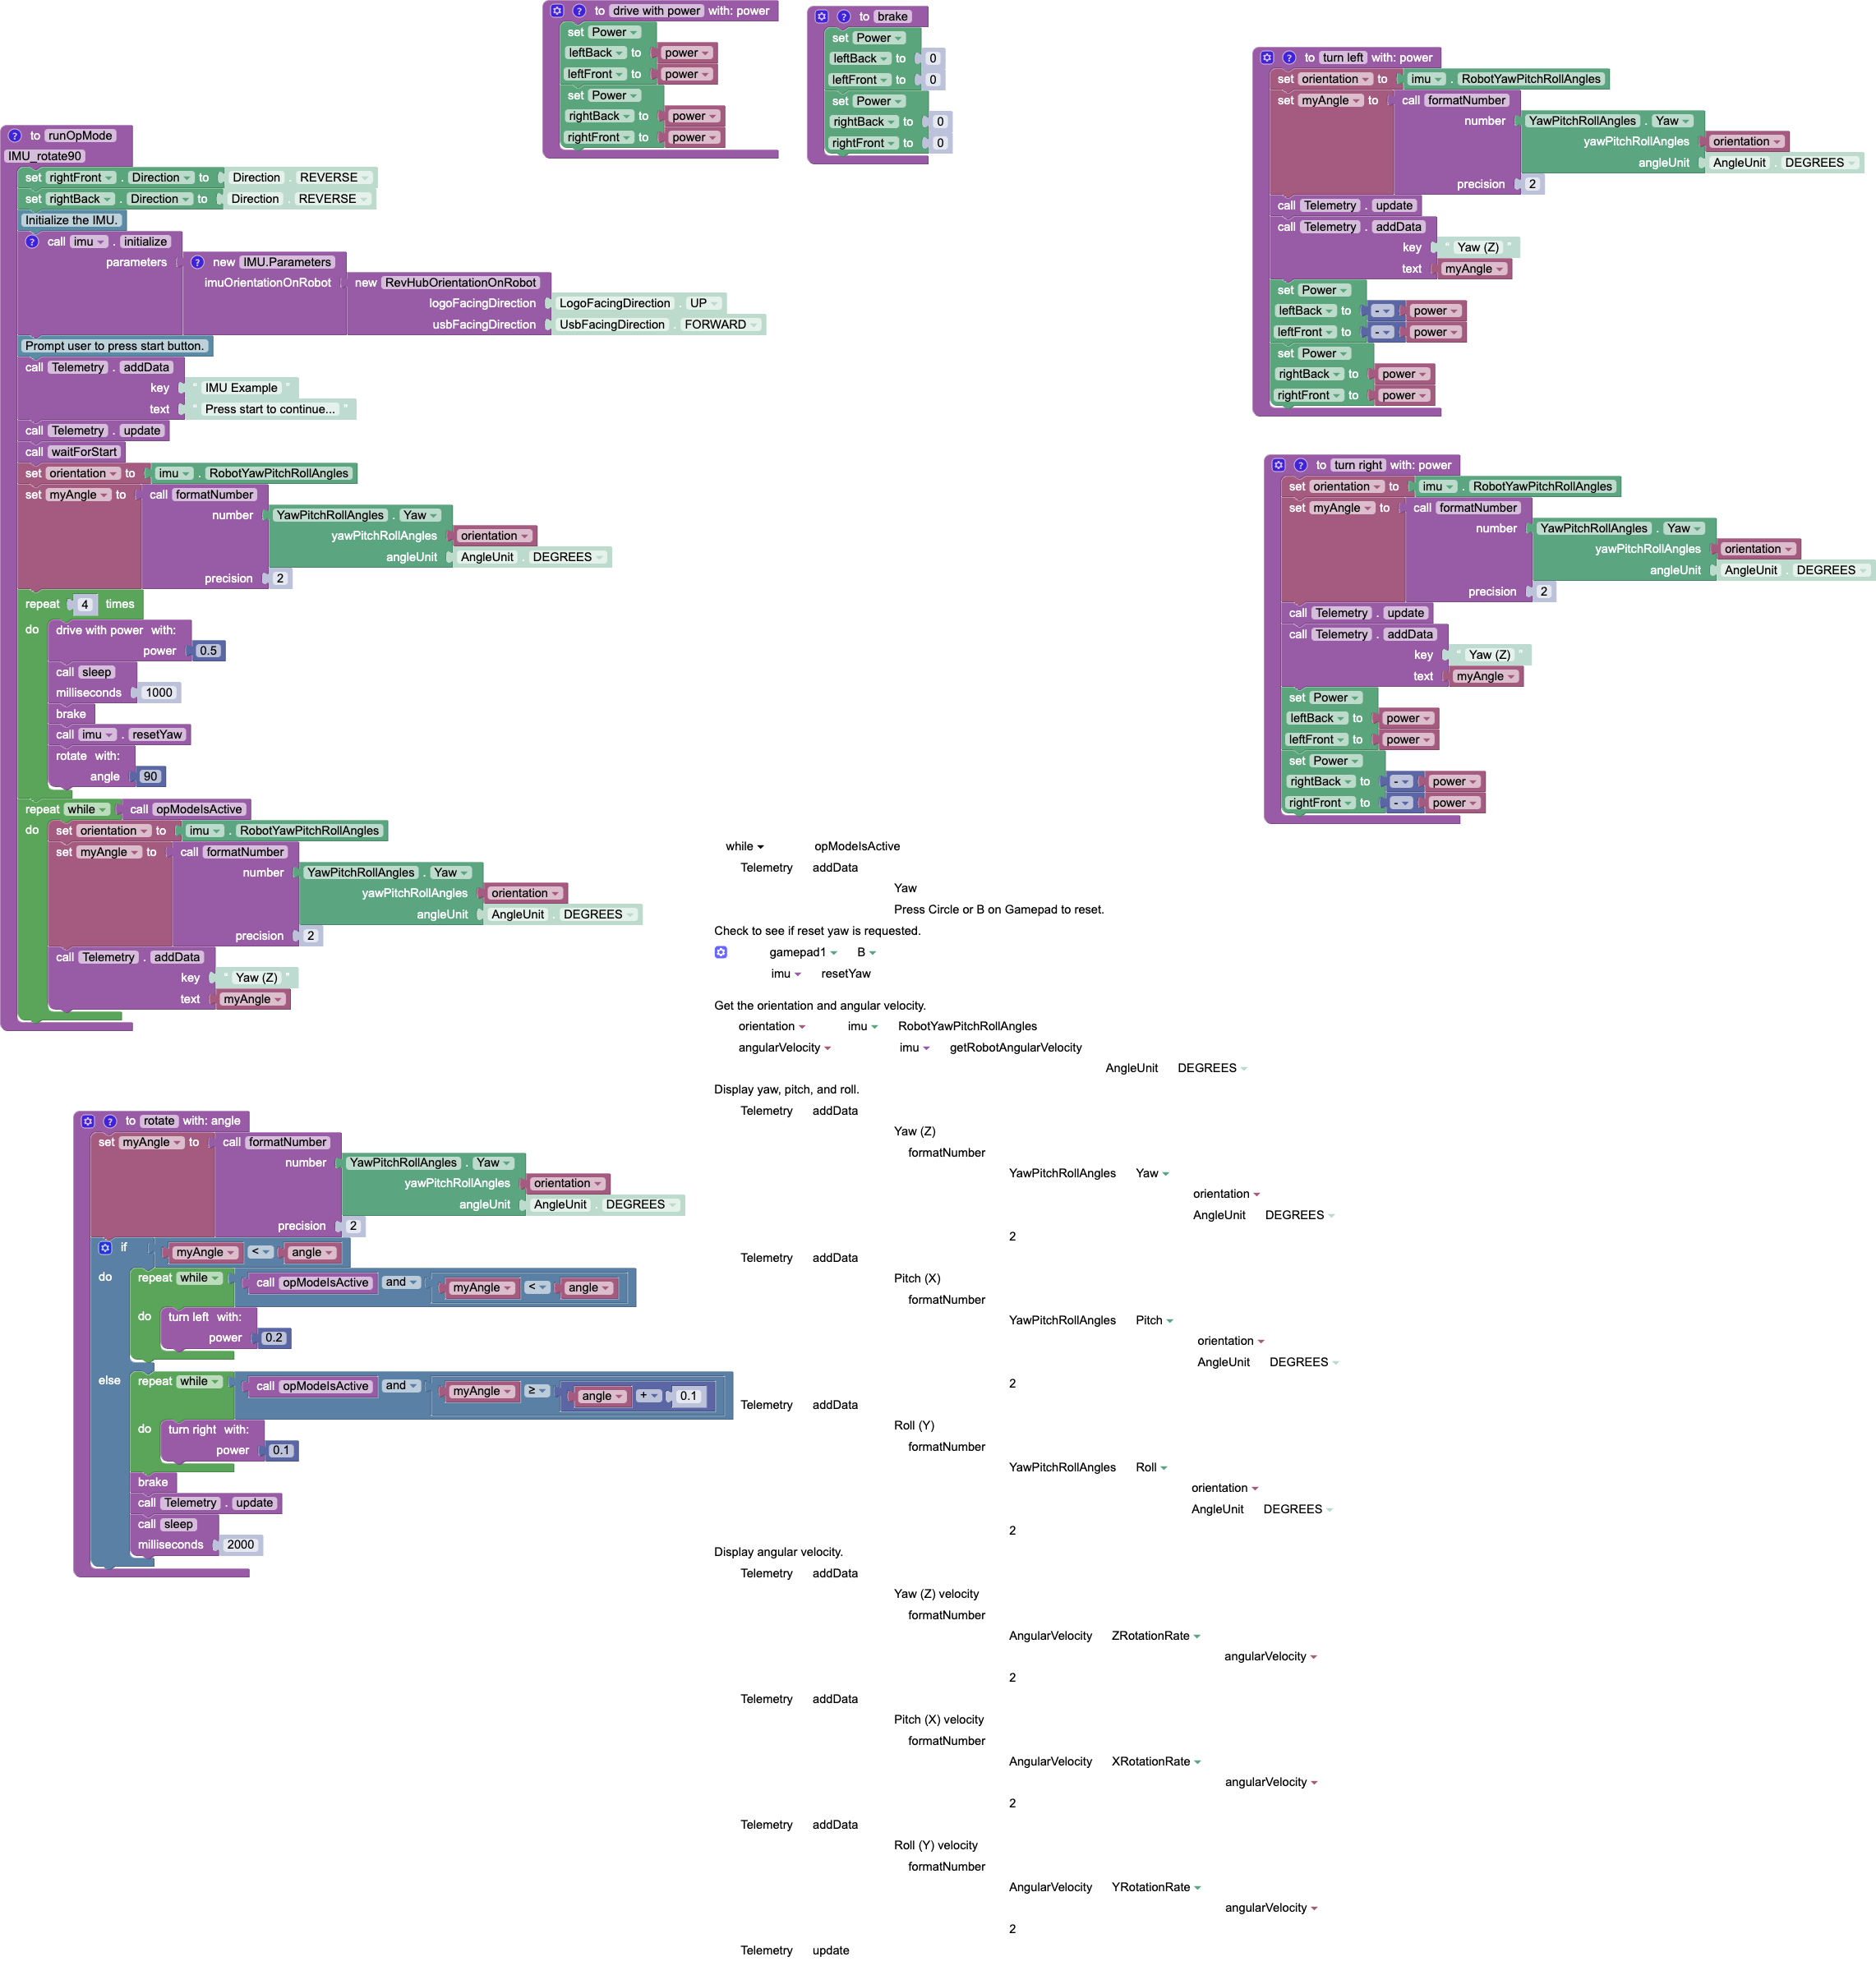 to drive with power with: power
set Power
leftBack to power
leftFront to power
set Power
rightBack to power
rightFront to power
to brake
set Power
leftBack to 0
leftFront to 0
set Power
rightBack to 0
rightFront to 0
to turn left with: power
set orientation to imu . RobotYawPitchRollAngles
set myAngle to call formatNumber
number YawPitchRollAngles . Yaw
yawPitchRollAngles orientation
angleUnit AngleUnit . DEGREES
precision 2
call Telemetry . update
call Telemetry . addData
key “ Yaw (Z) ”
text myAngle
set Power
leftBack to - power
leftFront to - power
set Power
rightBack to power
rightFront to power
to runOpMode
IMU_rotate90
set rightFront . Direction to Direction . REVERSE
set rightBack . Direction to Direction . REVERSE
Initialize the IMU.
call imu . initialize
parameters new IMU.Parameters
imuOrientationOnRobot new RevHubOrientationOnRobot
logoFacingDirection LogoFacingDirection . UP
usbFacingDirection UsbFacingDirection . FORWARD
Prompt user to press start button.
call Telemetry . addData
key “ IMU Example ”
text “ Press start to continue... ”
call Telemetry . update
call waitForStart
set orientation to imu . RobotYawPitchRollAngles
set myAngle to call formatNumber
number YawPitchRollAngles . Yaw
yawPitchRollAngles orientation
angleUnit AngleUnit . DEGREES
precision 2
repeat 4 times
do drive with power with:
power 0.5
call sleep
milliseconds 1000
brake
call imu . resetYaw
rotate with:
angle 90
repeat while call opModeIsActive
do set orientation to imu . RobotYawPitchRollAngles
set myAngle to call formatNumber
number YawPitchRollAngles . Yaw
yawPitchRollAngles orientation
angleUnit AngleUnit . DEGREES
precision 2
call Telemetry . addData
key “ Yaw (Z) ”
text myAngle
to turn right with: power
set orientation to imu . RobotYawPitchRollAngles
set myAngle to call formatNumber
number YawPitchRollAngles . Yaw
yawPitchRollAngles orientation
angleUnit AngleUnit . DEGREES
precision 2
call Telemetry . update
call Telemetry . addData
key “ Yaw (Z) ”
text myAngle
set Power
leftBack to power
leftFront to power
set Power
rightBack to - power
rightFront to - power
to rotate with: angle
set myAngle to call formatNumber
number YawPitchRollAngles . Yaw
yawPitchRollAngles orientation
angleUnit AngleUnit . DEGREES
precision 2
if myAngle < angle
do repeat while call opModeIsActive and myAngle < angle
do turn left with:
power 0.2
else repeat while call opModeIsActive and myAngle ≥ angle + 0.1
do turn right with:
power 0.1
brake
call Telemetry . update
call sleep
milliseconds 2000
while opModeIsActive
Telemetry addData
Yaw
Press Circle or B on Gamepad to reset.
Check to see if reset yaw is requested.
gamepad1 B
imu resetYaw
Get the orientation and angular velocity.
orientation imu RobotYawPitchRollAngles
angularVelocity imu getRobotAngularVelocity
AngleUnit DEGREES
Display yaw, pitch, and roll.
Telemetry addData
Yaw (Z)
formatNumber
YawPitchRollAngles Yaw
orientation
AngleUnit DEGREES
2
Telemetry addData
Pitch (X)
formatNumber
YawPitchRollAngles Pitch
orientation
AngleUnit DEGREES
2
Telemetry addData
Roll (Y)
formatNumber
YawPitchRollAngles Roll
orientation
AngleUnit DEGREES
2
Display angular velocity.
Telemetry addData
Yaw (Z) velocity
formatNumber
AngularVelocity ZRotationRate
angularVelocity
2
Telemetry addData
Pitch (X) velocity
formatNumber
AngularVelocity XRotationRate
angularVelocity
2
Telemetry addData
Roll (Y) velocity
formatNumber
AngularVelocity YRotationRate
angularVelocity
2
Telemetry update